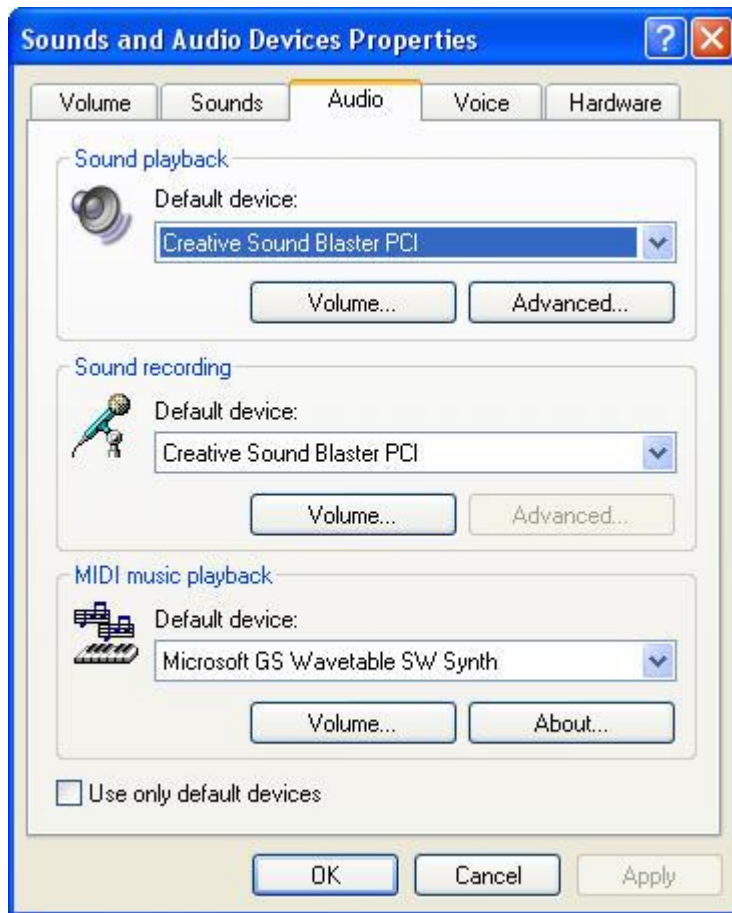 Sounds and Audio Devices Properties
Volume Sounds Audio Voice Hardware
Sound playback
Default device:
Creative Sound Blaster PCI
Volume... Advanced...
Sound recording
Default device:
Creative Sound Blaster PCI
Volume... Advanced...
MIDI music playback
Default device:
Microsoft GS Wavetable SW Synth
Volume... About...
Use only default devices
OK Cancel Apply